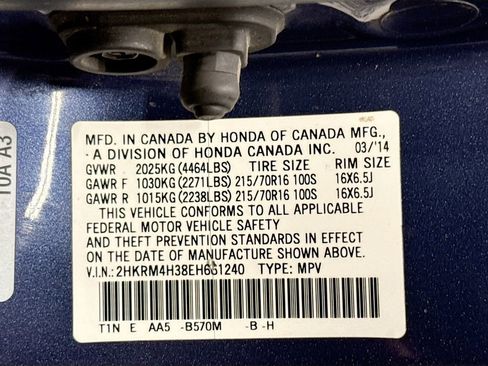 MFD. IN CANADA BY HONDA OF CANADA MFG.,
A DIVISION OF HONDA CANADA INC. 03/'14
GVWR 2025KG (4464LBS) TIRE SIZE RIM SIZE
GAWR F 1030KG (2271LBS) 215/70R16 100S 16X6.5J
GAWR R 1015KG (2238LBS) 215/70R16 100S 16X6.5J
THIS VEHICLE CONFORMS TO ALL APPLICABLE
FEDERAL MOTOR VEHICLE SAFETY
AND THEFT PREVENTION STANDARDS IN EFFECT
ON THE DATE OF MANUFACTURE SHOWN ABOVE.
V.I.N.: TYPE: MPV
T1N E AA5 -B570M -B -H
10A A3